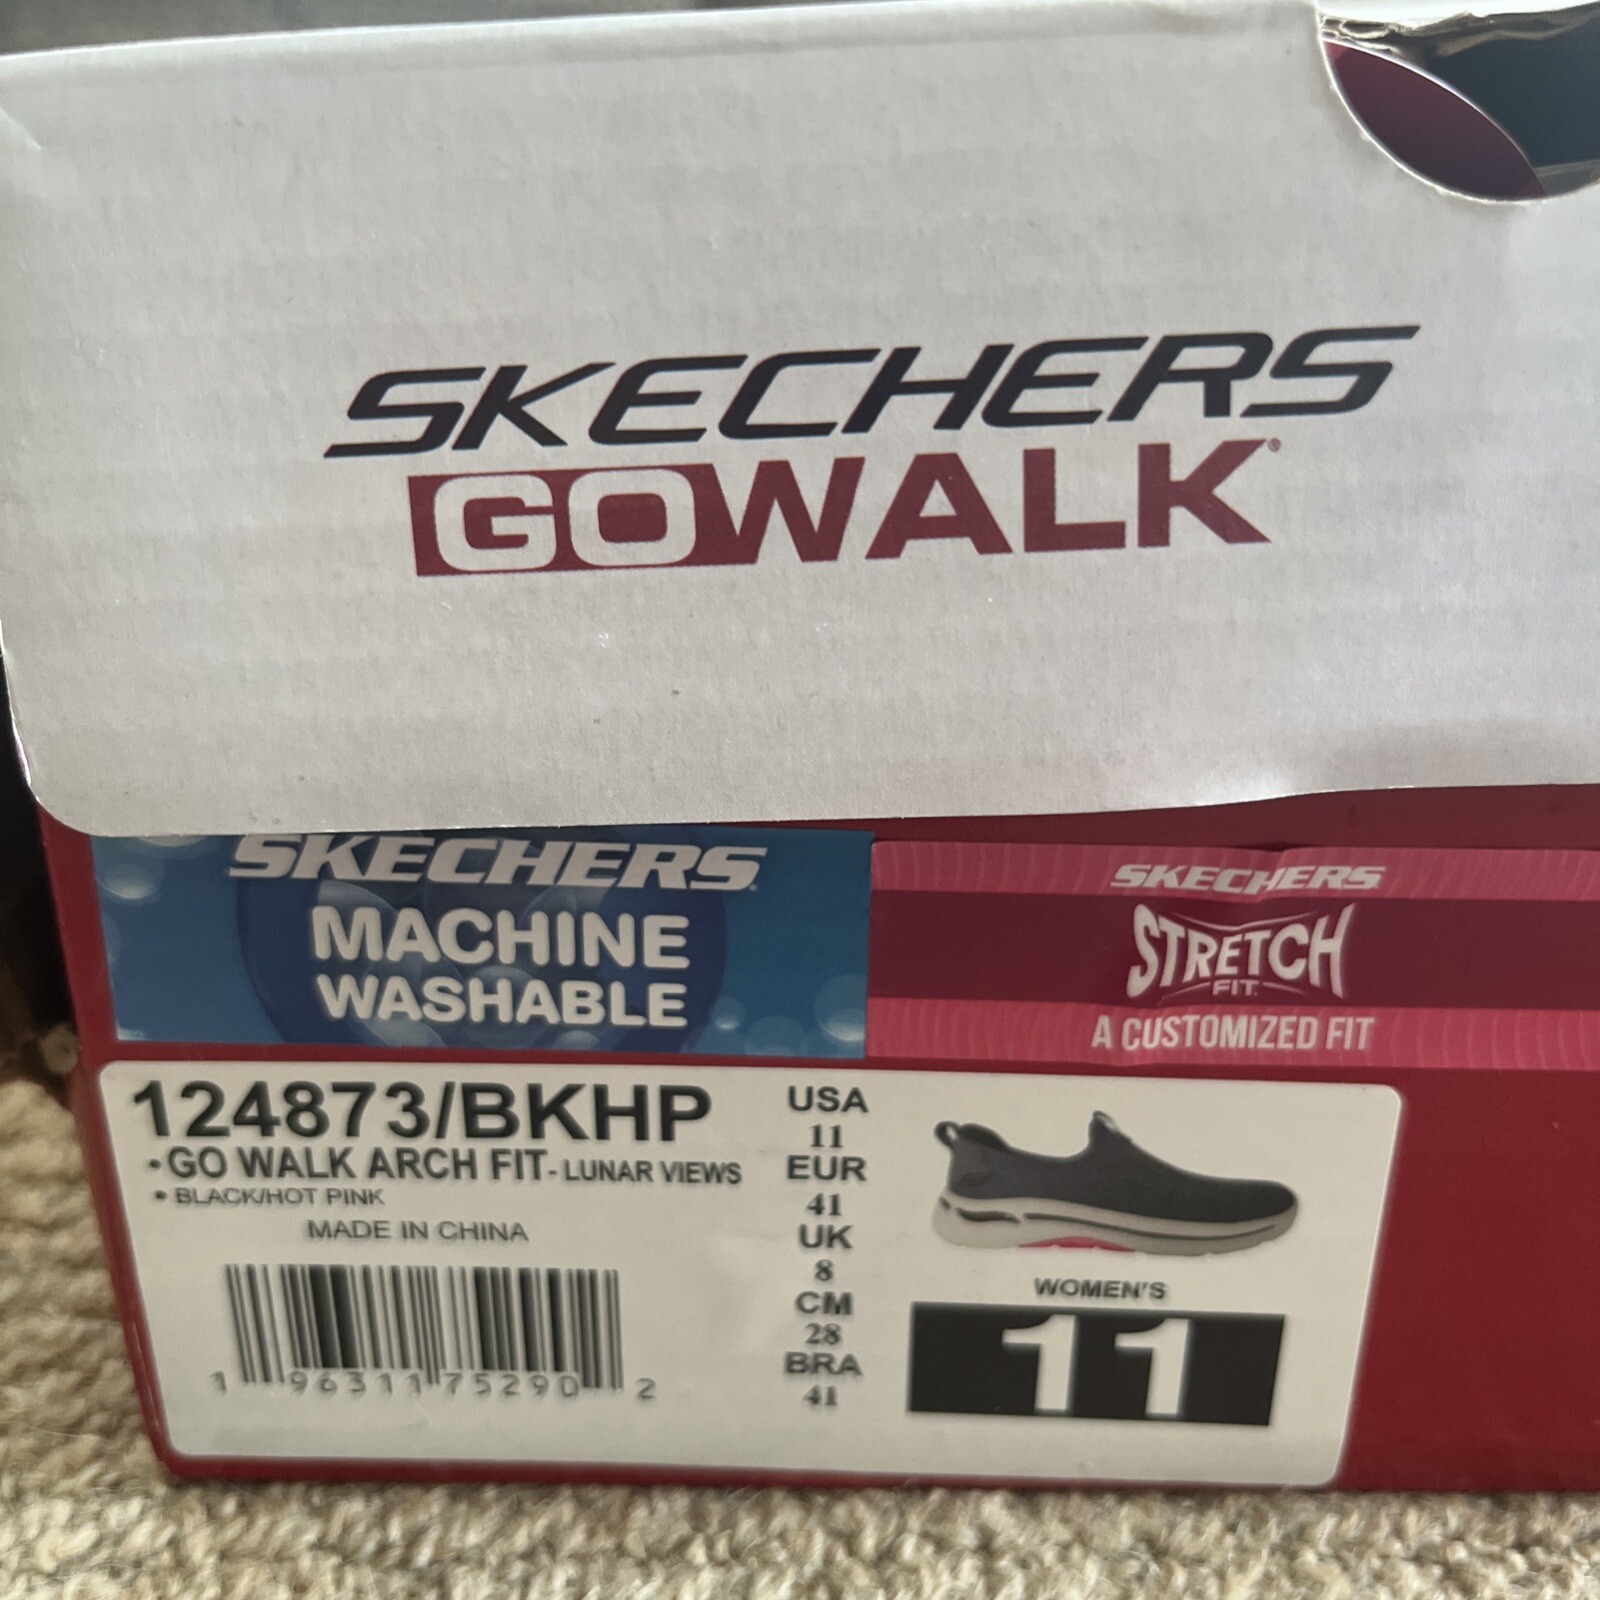 SKECHERS
GOWALK®
SKECHERS
MACHINE
WASHABLE
SKECHERS
STRETCH
FIT
A CUSTOMIZED FIT
124873/BKHP
• GO WALK ARCH FIT - LUNAR VIEWS
• BLACK/HOT PINK
MADE IN CHINA
1 96311 75290 2
USA
11
EUR
41
UK
8
CM
28
BRA
41
WOMEN'S
11